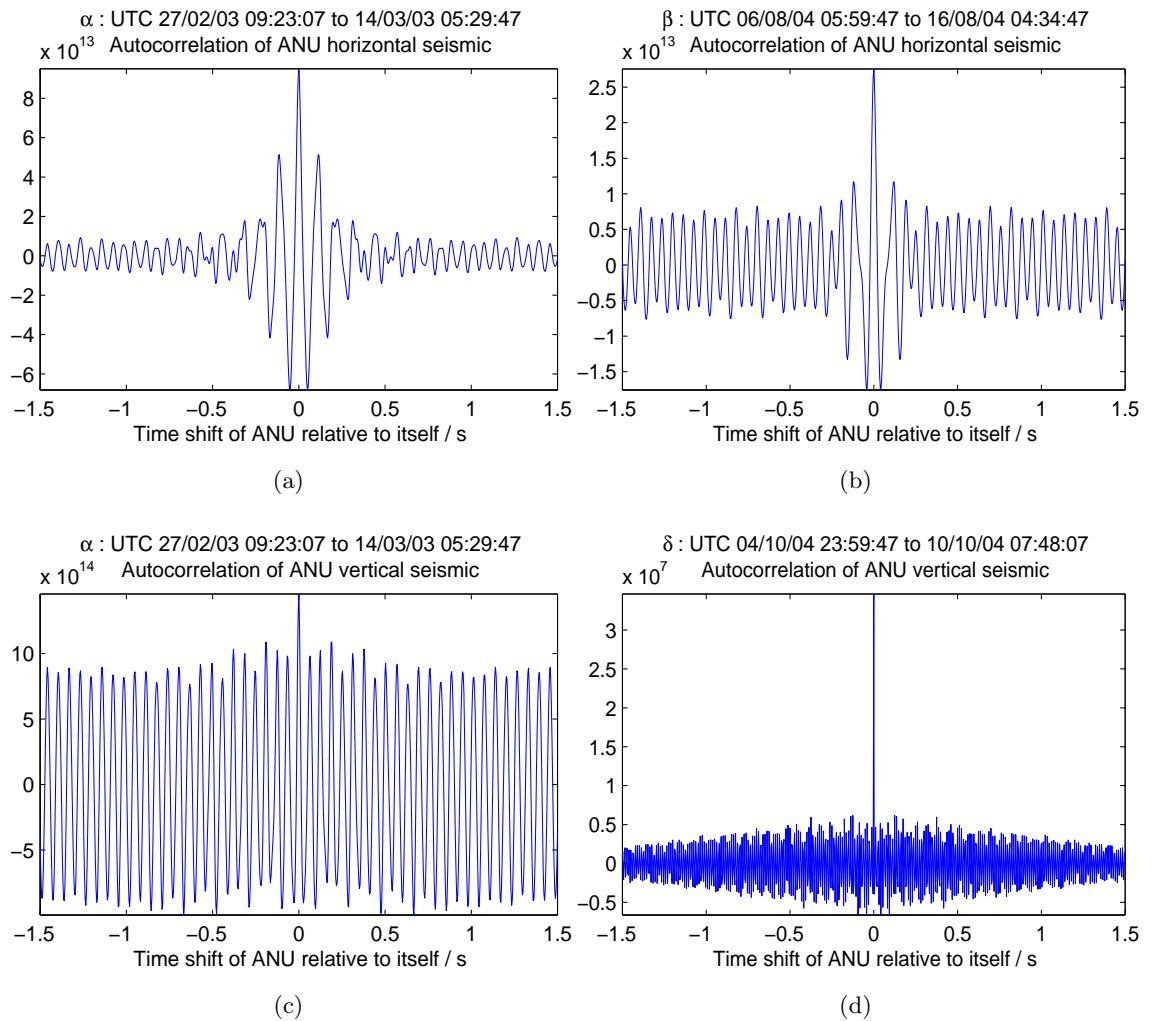 α : UTC 27/02/03 09:23:07 to 14/03/03 05:29:47
x 10^13 Autocorrelation of ANU horizontal seismic
8
6
4
2
0
−2
−4
−6
−1.5 −1 −0.5 0 0.5 1 1.5
Time shift of ANU relative to itself / s
(a)
β : UTC 06/08/04 05:59:47 to 16/08/04 04:34:47
x 10^13 Autocorrelation of ANU horizontal seismic
2.5
2
1.5
1
0.5
0
−0.5
−1
−1.5
−1.5 −1 −0.5 0 0.5 1 1.5
Time shift of ANU relative to itself / s
(b)
α : UTC 27/02/03 09:23:07 to 14/03/03 05:29:47
x 10^14 Autocorrelation of ANU vertical seismic
10
5
0
−5
−1.5 −1 −0.5 0 0.5 1 1.5
Time shift of ANU relative to itself / s
(c)
δ : UTC 04/10/04 23:59:47 to 10/10/04 07:48:07
x 10^7 Autocorrelation of ANU vertical seismic
3
2.5
2
1.5
1
0.5
0
−0.5
−1.5 −1 −0.5 0 0.5 1 1.5
Time shift of ANU relative to itself / s
(d)